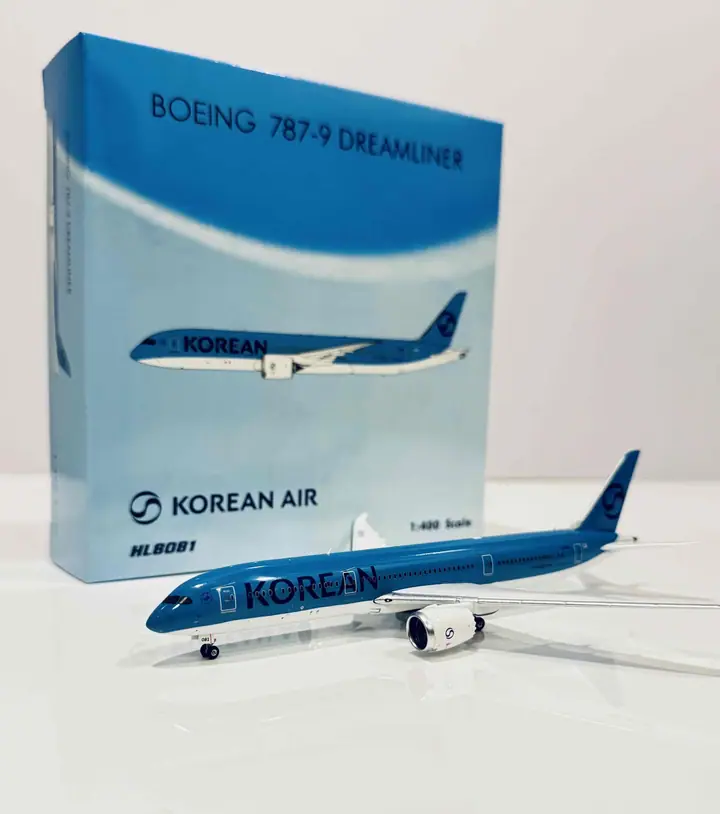 BOEING 787-9 DREAMLINER
KOREAN
KOREAN AIR
HL8081
1:400 Scale
KOREAN